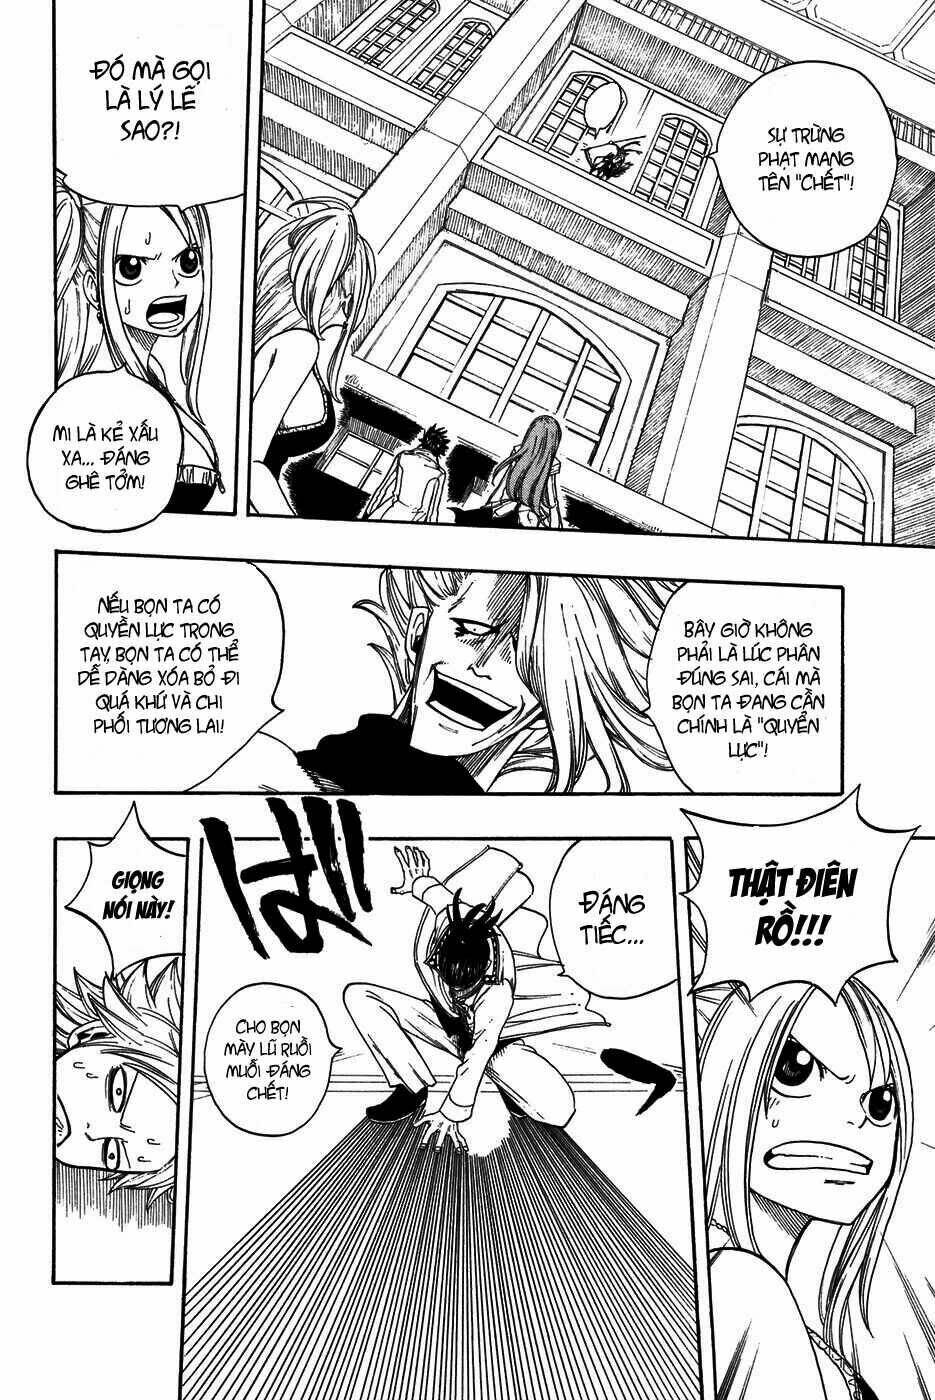 SỰ TRỪNG
PHẠT MANG
TÊN "CHẾT"!
ĐÓ MÀ GỌI
LÀ LÝ LẼ
SAO?!
MI LÀ KẺ XẤU
XA... ĐÁNG
GHÊ TỞM!
BÂY GIỜ KHÔNG
PHẢI LÀ LÚC PHÂN
ĐÚNG SAI, CÁI MÀ
BỌN TA ĐANG CẦN
CHÍNH LÀ "QUYỀN
LỰC"!
NẾU BỌN TA CÓ
QUYỀN LỰC TRONG
TAY, BỌN TA CÓ THỂ
DỄ DÀNG XÓA BỎ ĐI
QUÁ KHỨ VÀ CHI
PHỐI TƯƠNG LAI!
THẬT ĐIÊN
RỒ!!!
ĐÁNG
TIẾC...
ばっ
CHO BỌN
MÀY LŨ RUỒI
MUỖI ĐÁNG
CHẾT!
GIỌNG
NÓI NÀY!